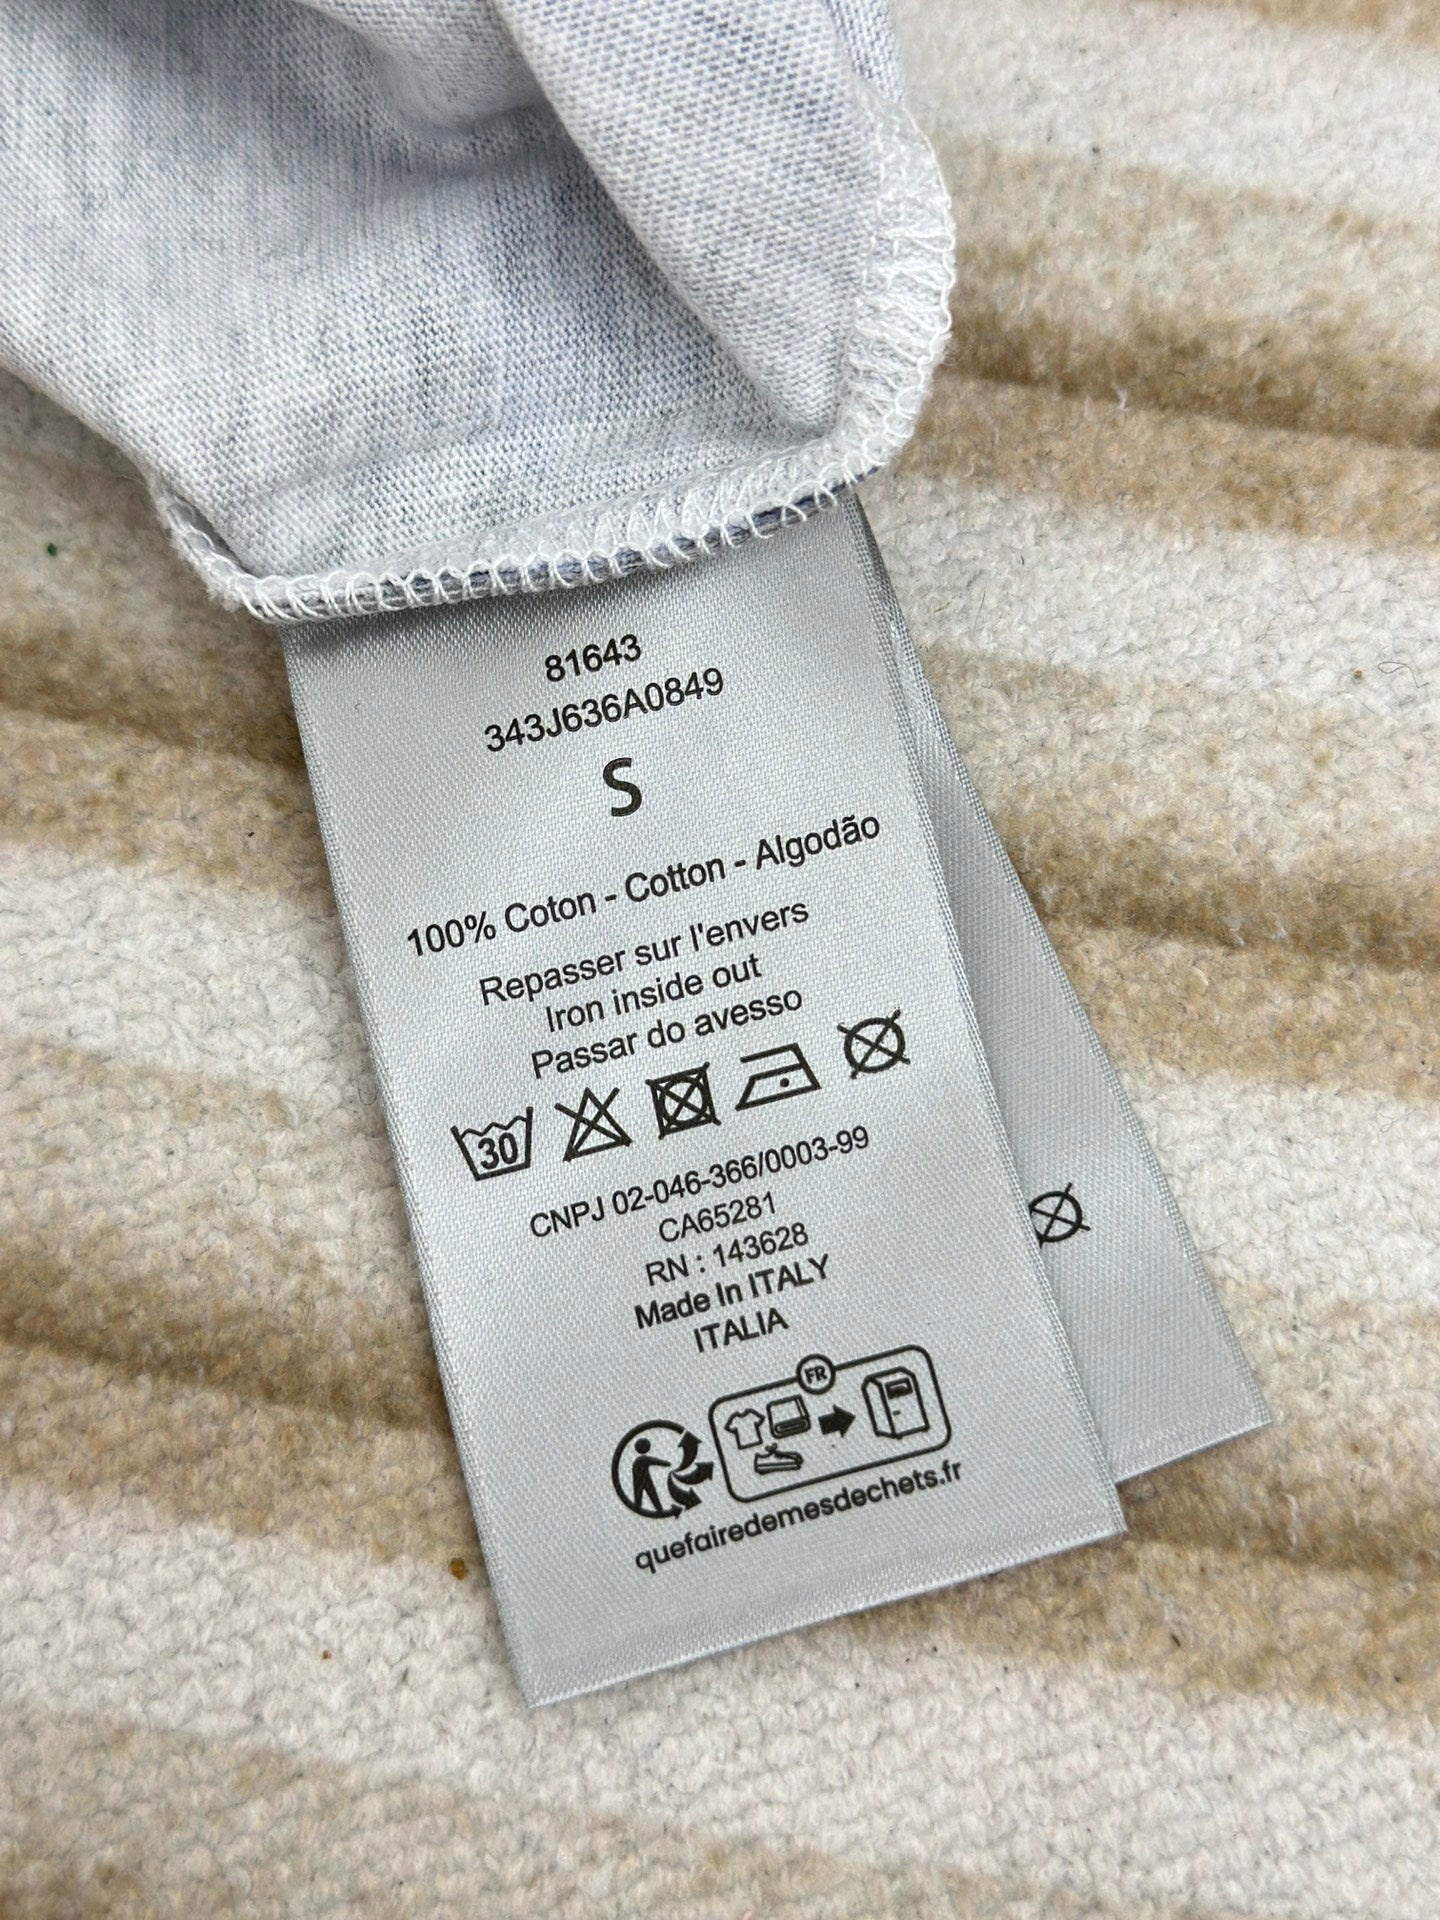 81643
343J636A0849
S
100% Coton - Cotton - Algodão
Repasser sur l'envers
Iron inside out
Passar do avesso
30
CNPJ 02-046-366/0003-99
CA65281
RN : 143628
Made In ITALY
ITALIA
FR
quefairedemesdechets.fr